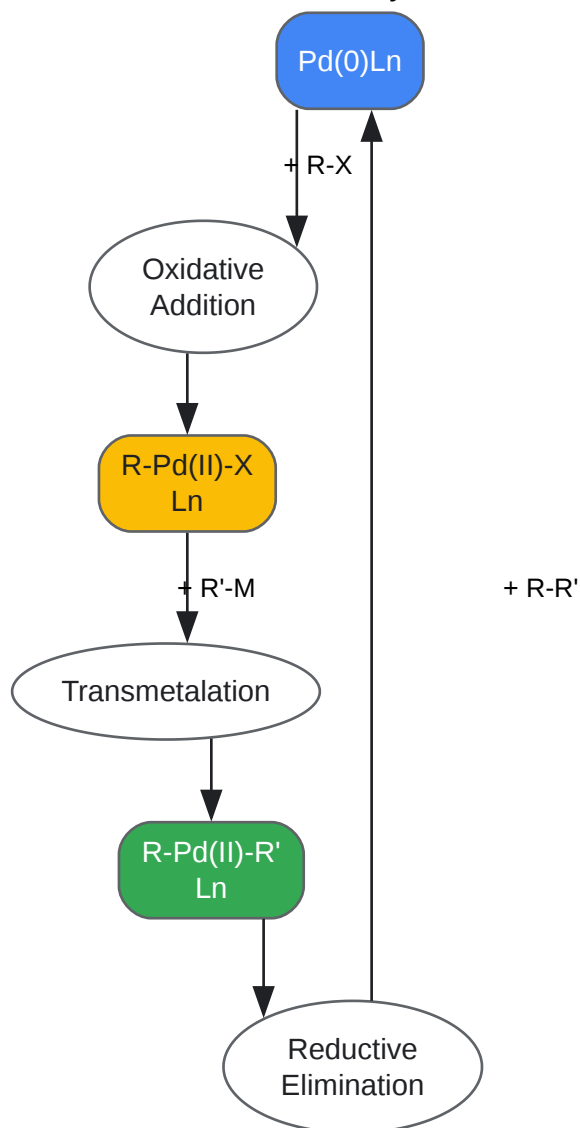 Pd(0)Ln
+ R-X
Oxidative
Addition
R-Pd(II)-X
Ln
+ R'-M
+ R-R'
Transmetalation
R-Pd(II)-R'
Ln
Reductive
Elimination